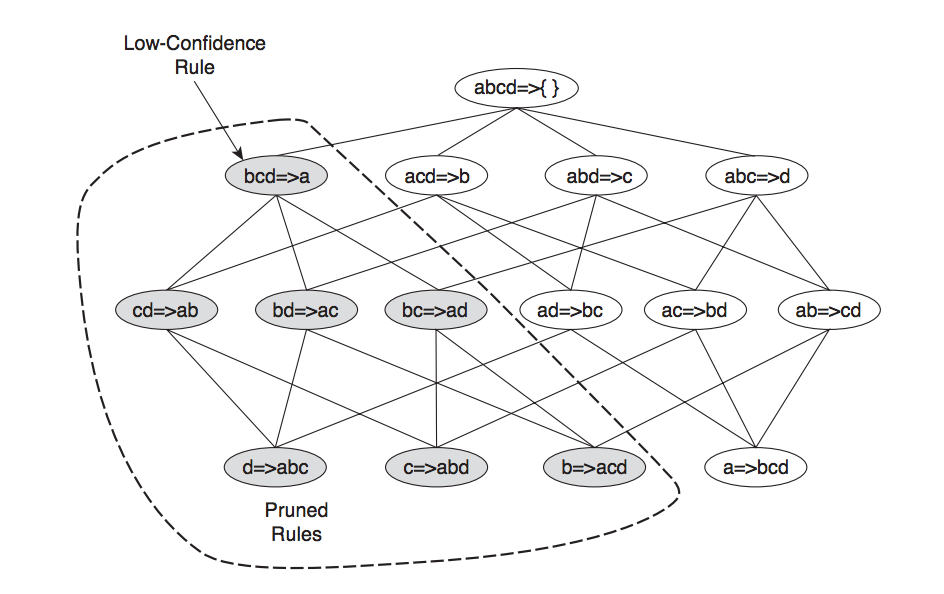 Low-Confidence
Rule
abcd=>{ }
bcd=>a
acd=>b
abd=>c
abc=>d
cd=>ab
bd=>ac
bc=>ad
ad=>bc
ac=>bd
ab=>cd
d=>abc
c=>abd
b=>acd
a=>bcd
Pruned
Rules